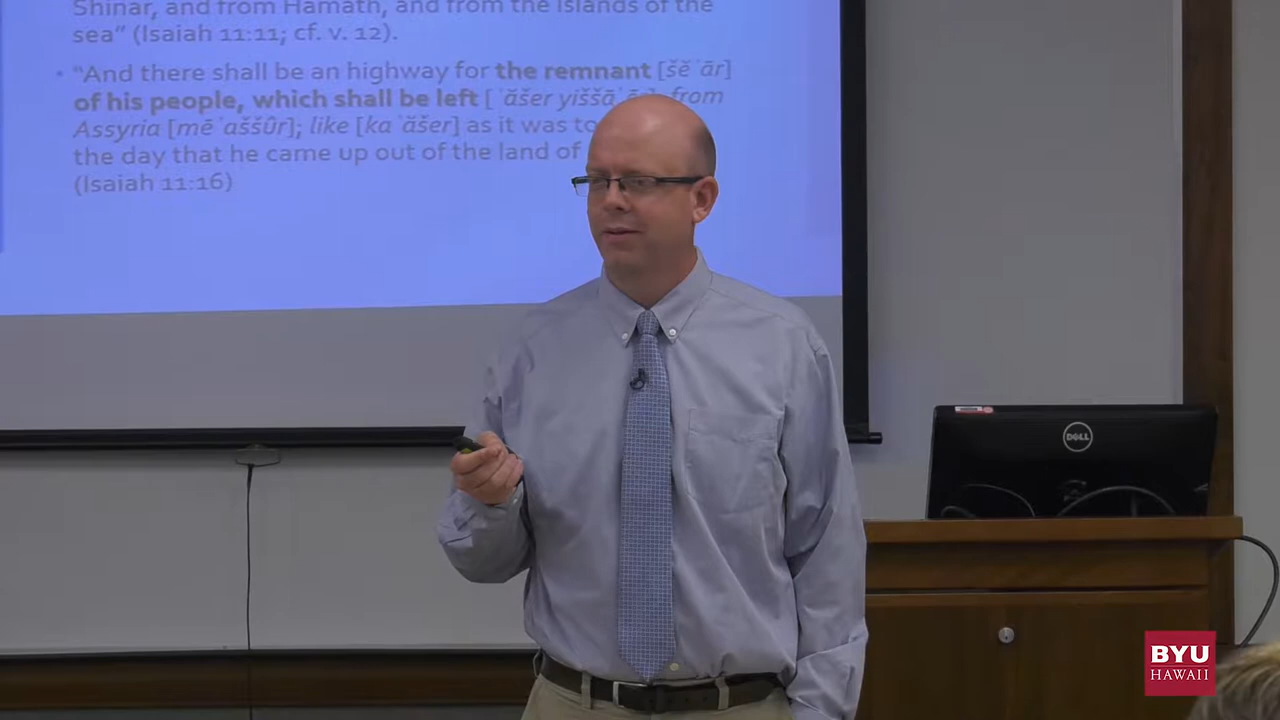 Shinar, and from Hamath, and from the islands of the
sea" (Isaiah 11:11; cf. v. 12).
• "And there shall be an highway for the remnant [šĕʾār]
of his people, which shall be left [ʾăšer yiššāʾ from
Assyria [mēʾaššûr]; like [kaʾăšer] as it was to
the day that he came up out of the land of
(Isaiah 11:16)
DELL
BYU
HAWAII